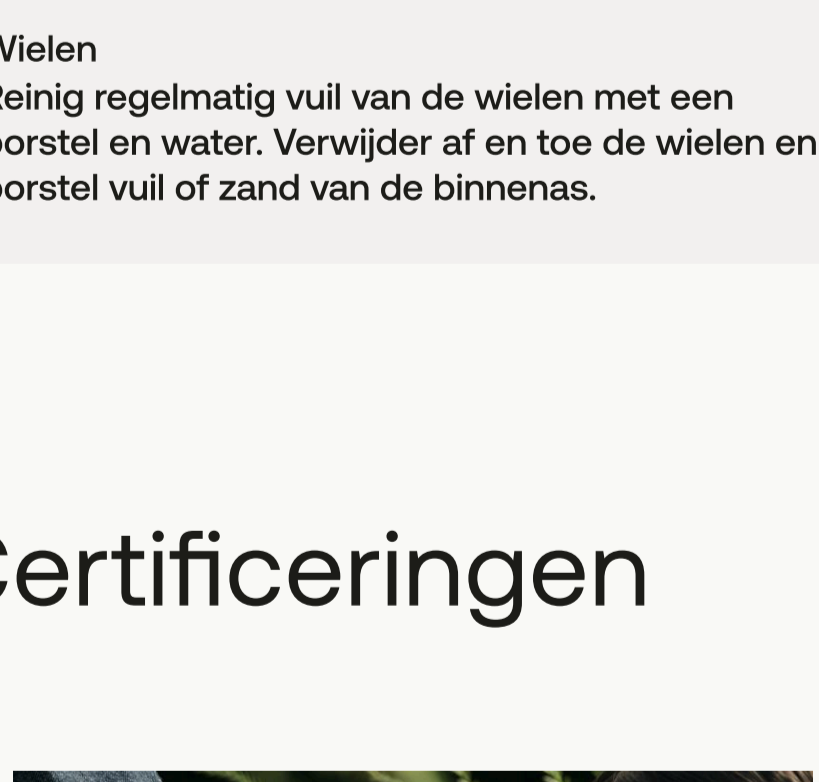 Wielen
Reinig regelmatig vuil van de wielen met een
borstel en water. Verwijder af en toe de wielen en
borstel vuil of zand van de binnenas.
Certificeringen